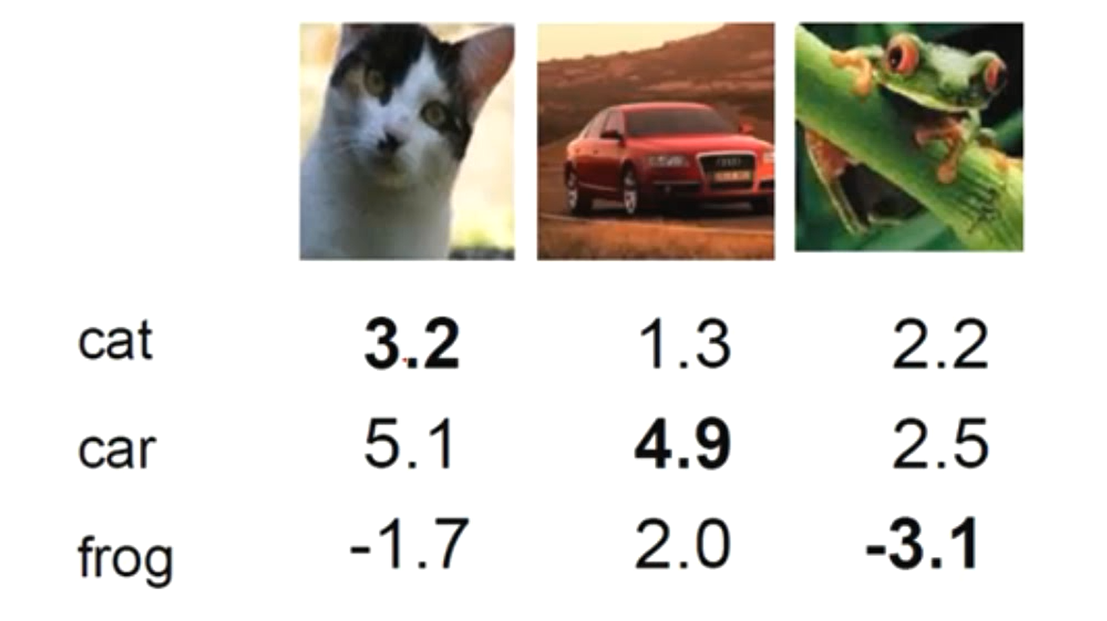 cat 3.2 1.3 2.2
car 5.1 4.9 2.5
frog -1.7 2.0 -3.1